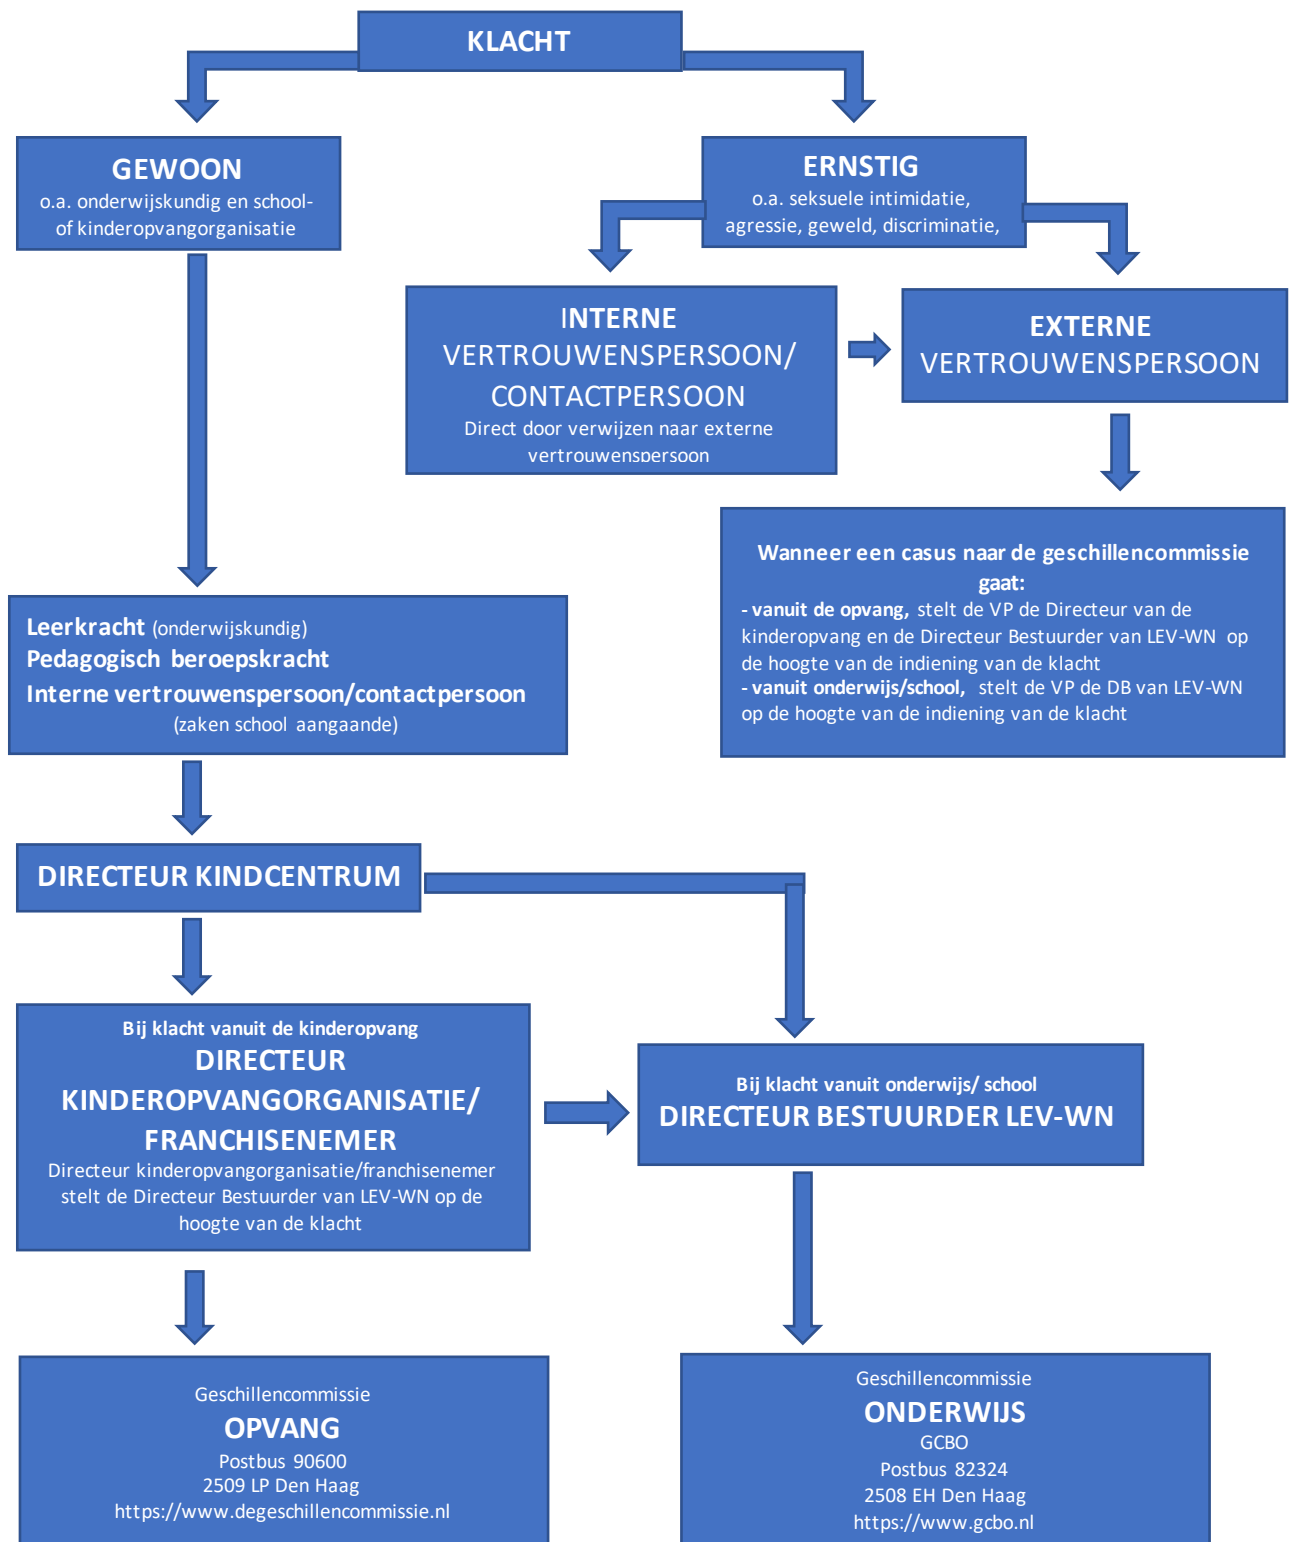 KLACHT
GEWOON
o.a. onderwijskundig en school-
of kinderopvangorganisatie
ERNSTIG
o.a. seksuele intimidatie,
agressie, geweld, discriminatie,
INTERNE
VERTROUWENSPERSOON/
CONTACTPERSOON
Direct door verwijzen naar externe
vertrouwenspersoon
EXTERNE
VERTROUWENSPERSOON
Wanneer een casus naar de geschillencommissie
gaat:
- vanuit de opvang, stelt de VP de Directeur van de
kinderopvang en de Directeur Bestuurder van LEV-WN op
de hoogte van de indiening van de klacht
- vanuit onderwijs/school, stelt de VP de DB van LEV-WN
op de hoogte van de indiening van de klacht
Leerkracht (onderwijskundig)
Pedagogisch beroepskracht
Interne vertrouwenspersoon/contactpersoon
(zaken school aangaande)
DIRECTEUR KINDCENTRUM
Bij klacht vanuit de kinderopvang
DIRECTEUR
KINDEROPVANGORGANISATIE/
FRANCHISENEMER
Directeur kinderopvangorganisatie/franchisenemer
stelt de Directeur Bestuurder van LEV-WN op de
hoogte van de klacht
Bij klacht vanuit onderwijs/ school
DIRECTEUR BESTUURDER LEV-WN
Geschillencommissie
OPVANG
Postbus 90600
2509 LP Den Haag
https://www.degeschillencommissie.nl
Geschillencommissie
ONDERWIJS
GCBO
Postbus 82324
2508 EH Den Haag
https://www.gcbo.nl